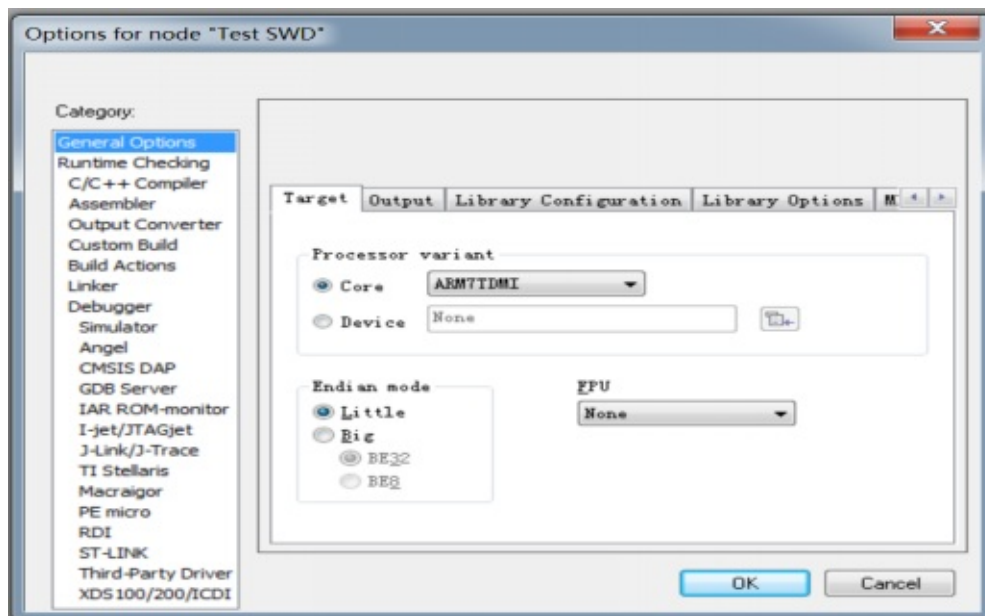 Options for node "Test SWD"
Category:
General Options
Runtime Checking
C/C++ Compiler
Assembler
Output Converter
Custom Build
Build Actions
Linker
Debugger
Simulator
Angel
CMSIS DAP
GDB Server
IAR ROM-monitor
I-jet/JTAGjet
J-Link/J-Trace
TI Stellaris
Macraigor
PE micro
RDI
ST-LINK
Third-Party Driver
XDS100/200/ICDI
Target Output Library Configuration Library Options M
Processor variant
Core ARM7TDMI
Device None
Endian mode
Little
Big
BE32
BE8
FPU
None
OK Cancel